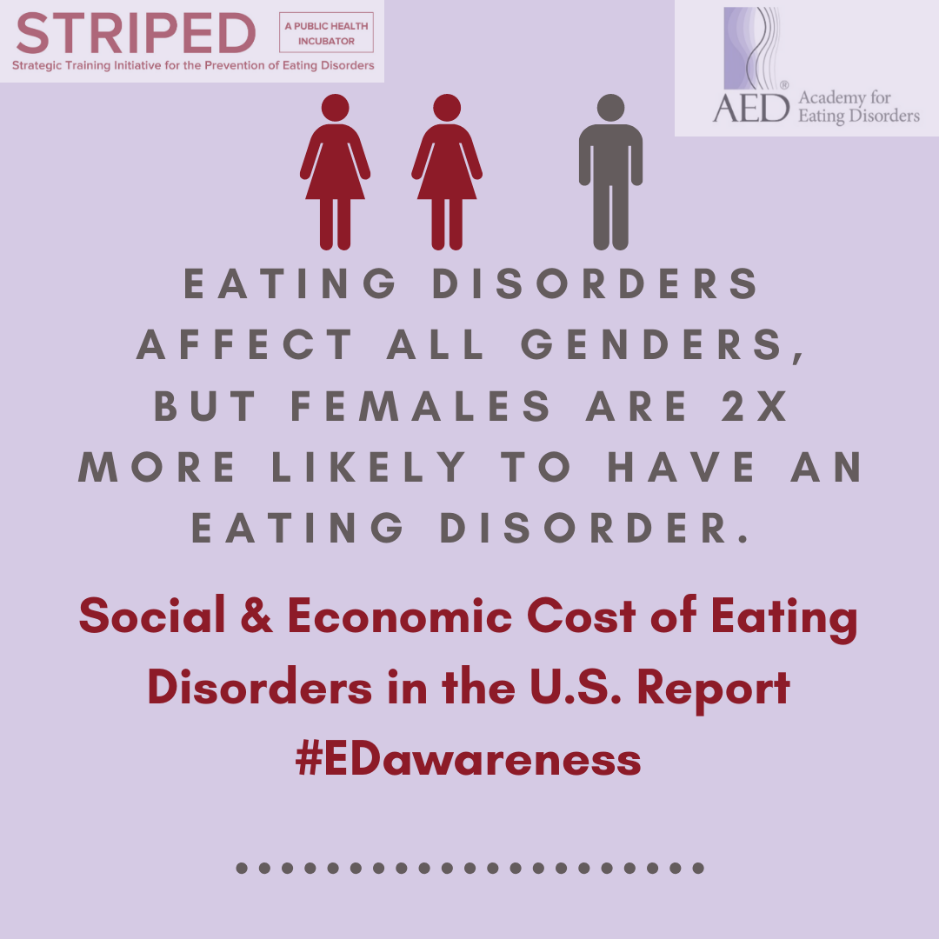 STRIPED
A PUBLIC HEALTH
INCUBATOR
Strategic Training Initiative for the Prevention of Eating Disorders
AED®
Academy for
Eating Disorders
EATING DISORDERS
AFFECT ALL GENDERS,
BUT FEMALES ARE 2X
MORE LIKELY TO HAVE AN
EATING DISORDER.
Social & Economic Cost of Eating
Disorders in the U.S. Report
#EDawareness